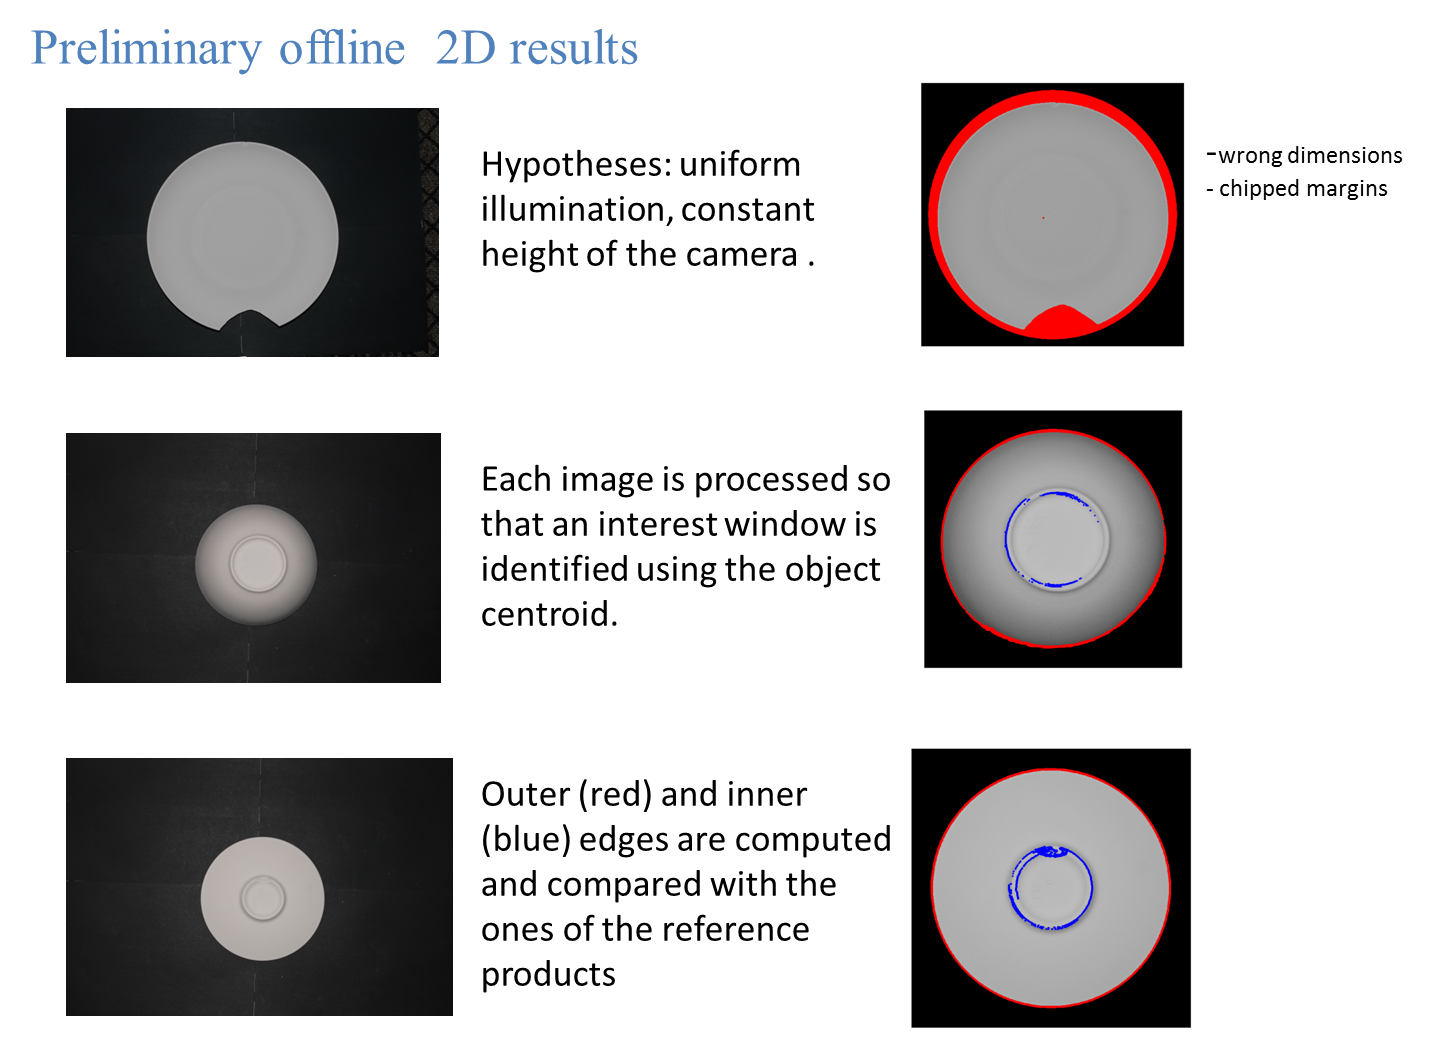 Preliminary offline 2D results
Hypotheses: uniform
illumination, constant
height of the camera .
-wrong dimensions
- chipped margins
Each image is processed so
that an interest window is
identified using the object
centroid.
Outer (red) and inner
(blue) edges are computed
and compared with the
ones of the reference
products